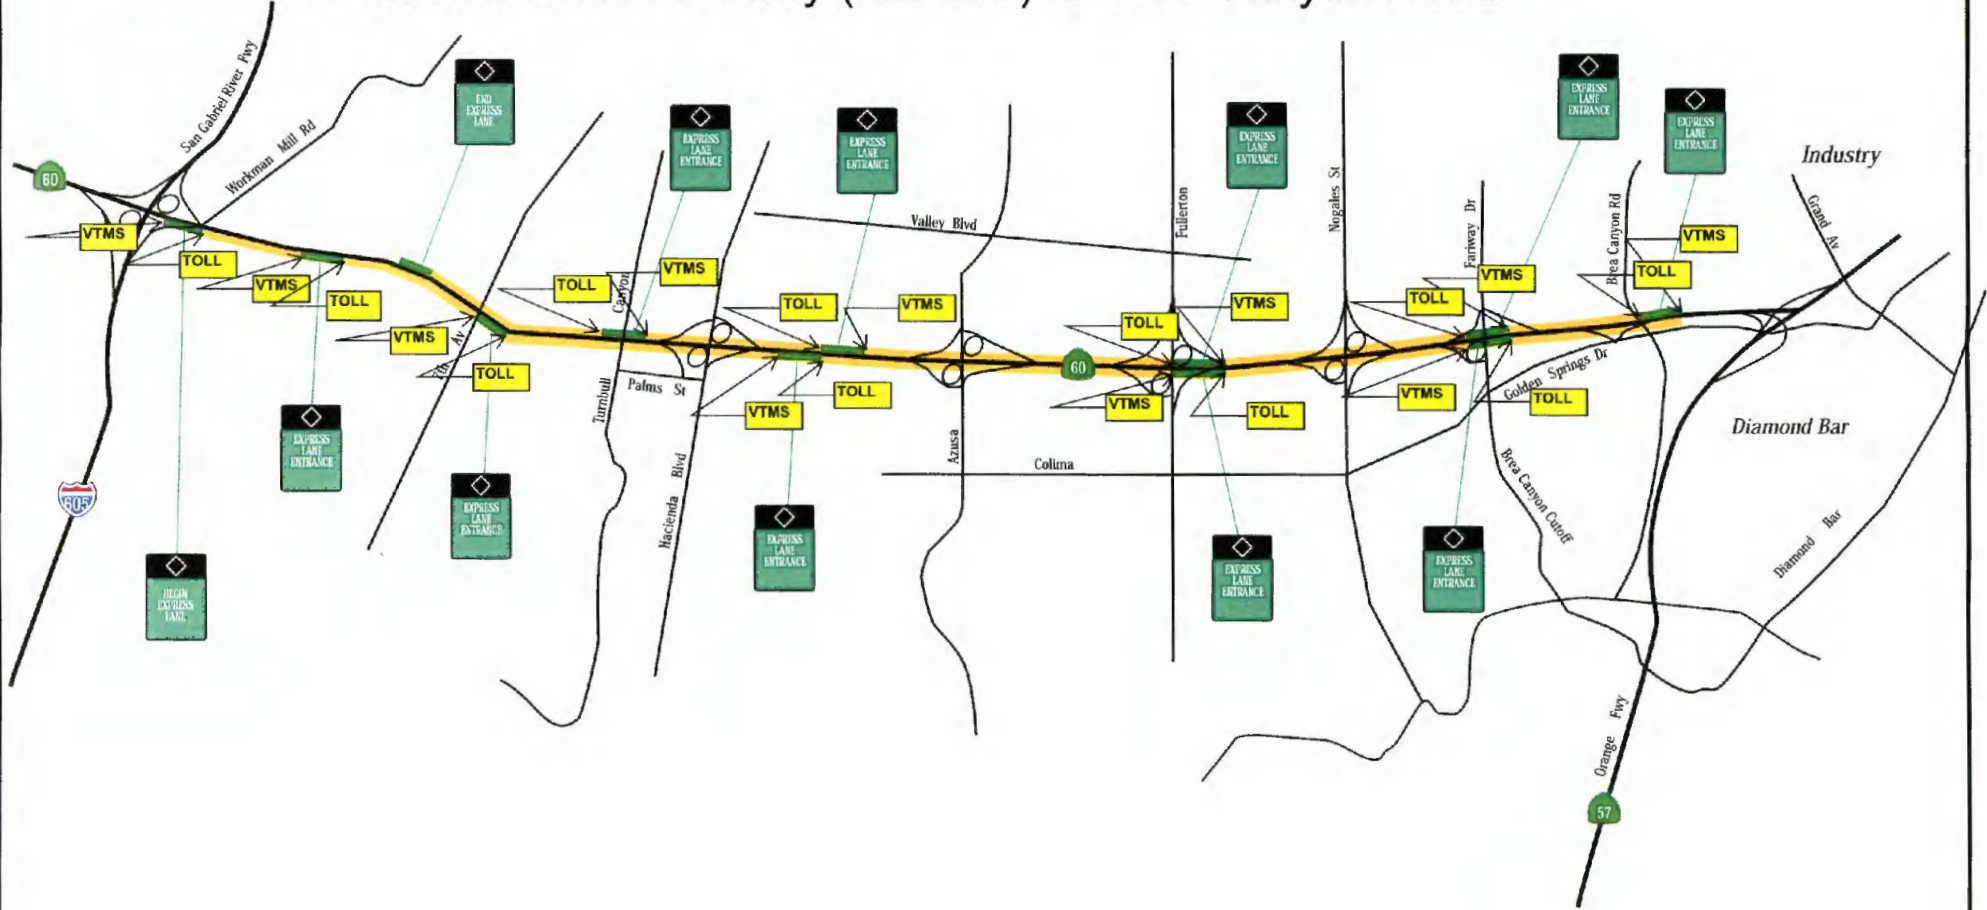 San Gabriel River Fwy
Workman Mill Rd
60
END
EXPRESS
LANE
EXPRESS
LANE
ENTRANCE
EXPRESS
LANE
ENTRANCE
EXPRESS
LANE
ENTRANCE
EXPRESS
LANE
ENTRANCE
EXPRESS
LANE
ENTRANCE
Industry
Grand Av
Valley Blvd
Fullerton
Nogales St
Fariway Dr
Brea Canyon Rd
VTMS
TOLL
VTMS
TOLL
VTMS
TOLL
TOLL
Canyon
VTMS
TOLL
VTMS
VTMS
TOLL
TOLL
VTMS
VTMS
TOLL
TOLL
VTMS
VTMS
TOLL
TOLL
VTMS
7th Av
Turnbull
Palms St
Hacienda Blvd
Azusa
60
Golden Springs Dr
Diamond Bar
Colima
Brea Canyon Cutoff
Diamond Bar
605
BEGIN
EXPRESS
LANE
EXPRESS
LANE
ENTRANCE
EXPRESS
LANE
ENTRANCE
EXPRESS
LANE
ENTRANCE
EXPRESS
LANE
ENTRANCE
EXPRESS
LANE
ENTRANCE
Orange Fwy
57